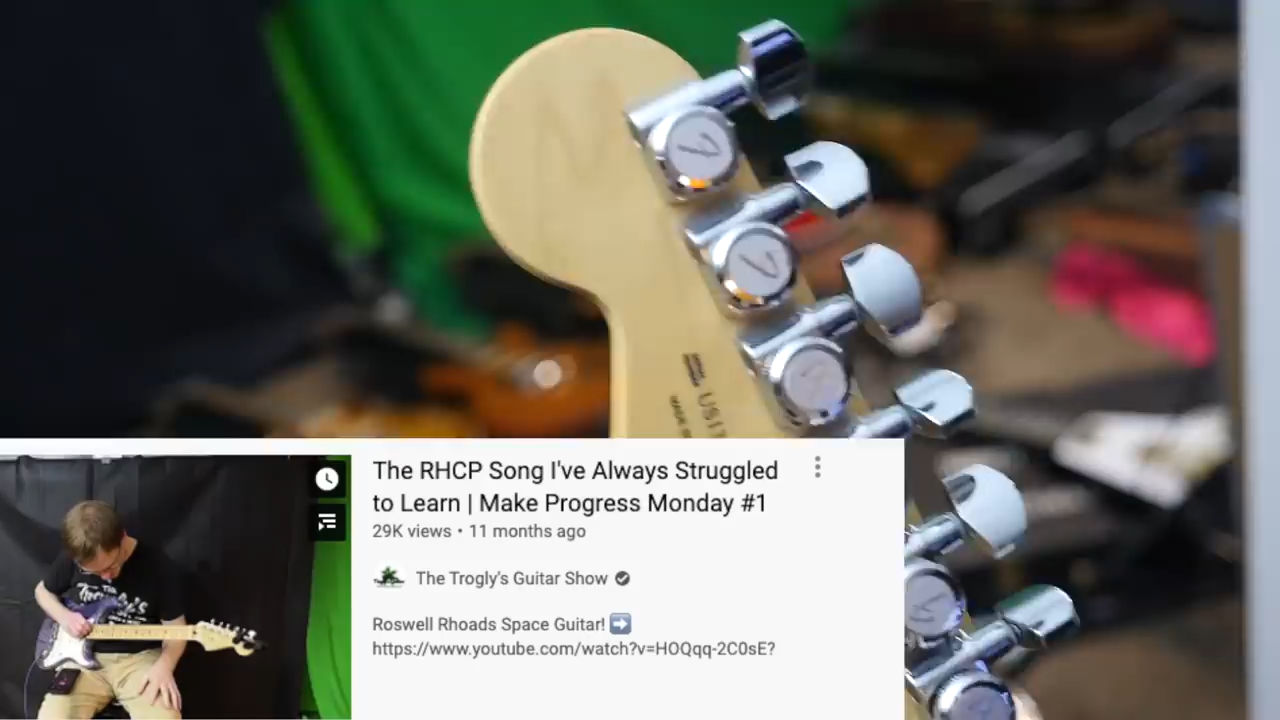 US1
The RHCP Song I've Always Struggled
to Learn | Make Progress Monday #1
29K views • 11 months ago
The Trogly's Guitar Show
Roswell Rhoads Space Guitar! ➡️
https://www.youtube.com/watch?v=HOQqq-2C0sE?